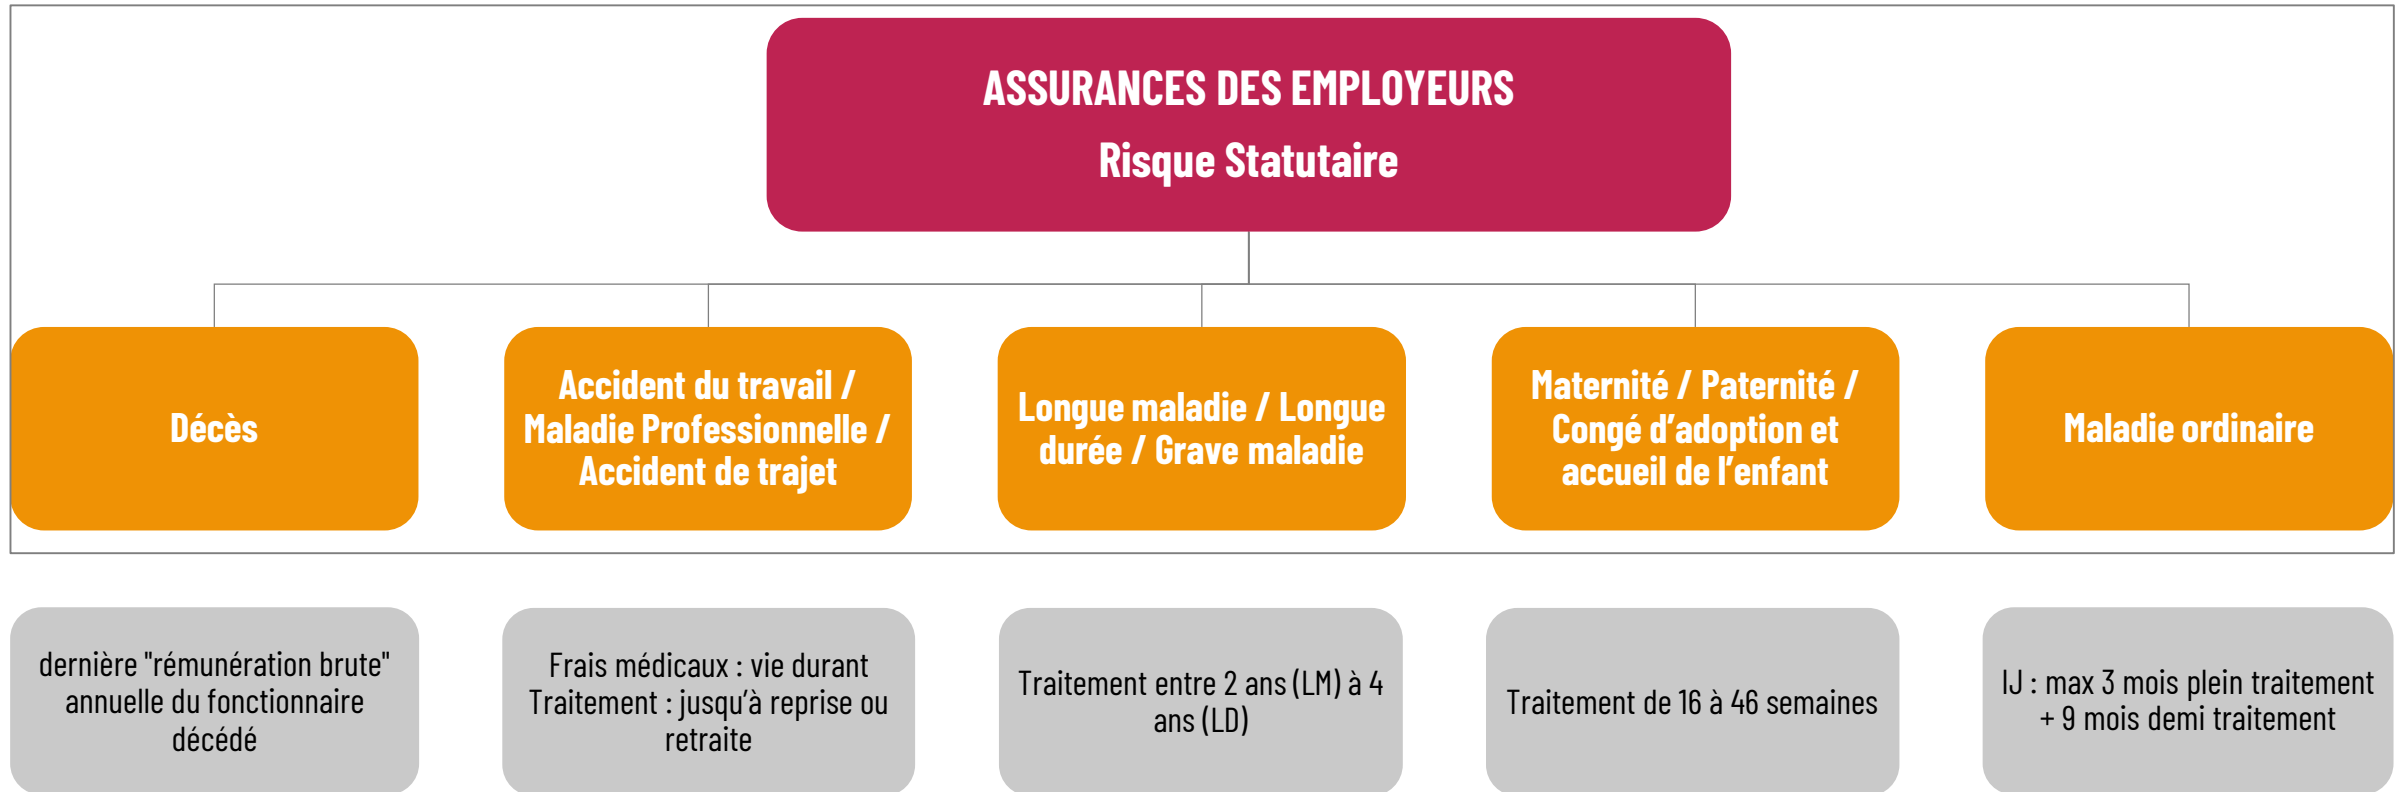 ASSURANCES DES EMPLOYEURS
Risque Statutaire
Décès
Accident du travail /
Maladie Professionnelle /
Accident de trajet
Longue maladie / Longue
durée / Grave maladie
Maternité / Paternité /
Congé d’adoption et
accueil de l’enfant
Maladie ordinaire
dernière "rémunération brute"
annuelle du fonctionnaire
décédé
Frais médicaux : vie durant
Traitement : jusqu’à reprise ou
retraite
Traitement entre 2 ans (LM) à 4
ans (LD)
Traitement de 16 à 46 semaines
IJ : max 3 mois plein traitement
+ 9 mois demi traitement